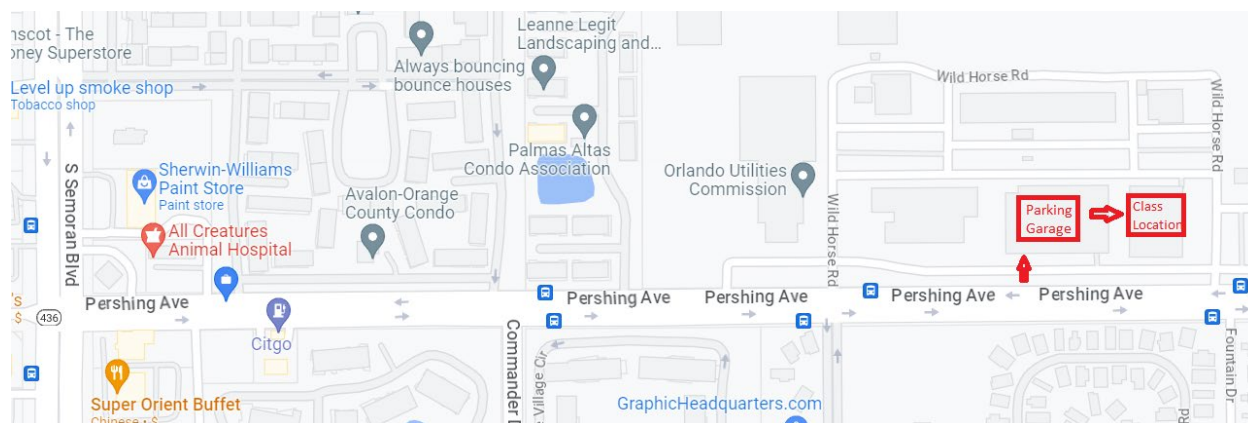 nscot - The
oney Superstore
Level up smoke shop
Tobacco shop
Always bouncing
bounce houses
Leanne Legit
Landscaping and...
Wild Horse Rd
Wild Horse Rd
Sherwin-Williams
Paint Store
Paint store
Palmas Altas
Condo Association
Orlando Utilities
Commission
S Semoran Blvd
Avalon-Orange
County Condo
All Creatures
Animal Hospital
Wild Horse Rd
Parking
Garage
Class
Location
's
$
436
Pershing Ave
Pershing Ave
Pershing Ave
Pershing Ave
Pershing Ave
Citgo
Commander D
e Village Cir
Fountain Dr
Rd
Super Orient Buffet
Chinese · $
GraphicHeadquarters.com